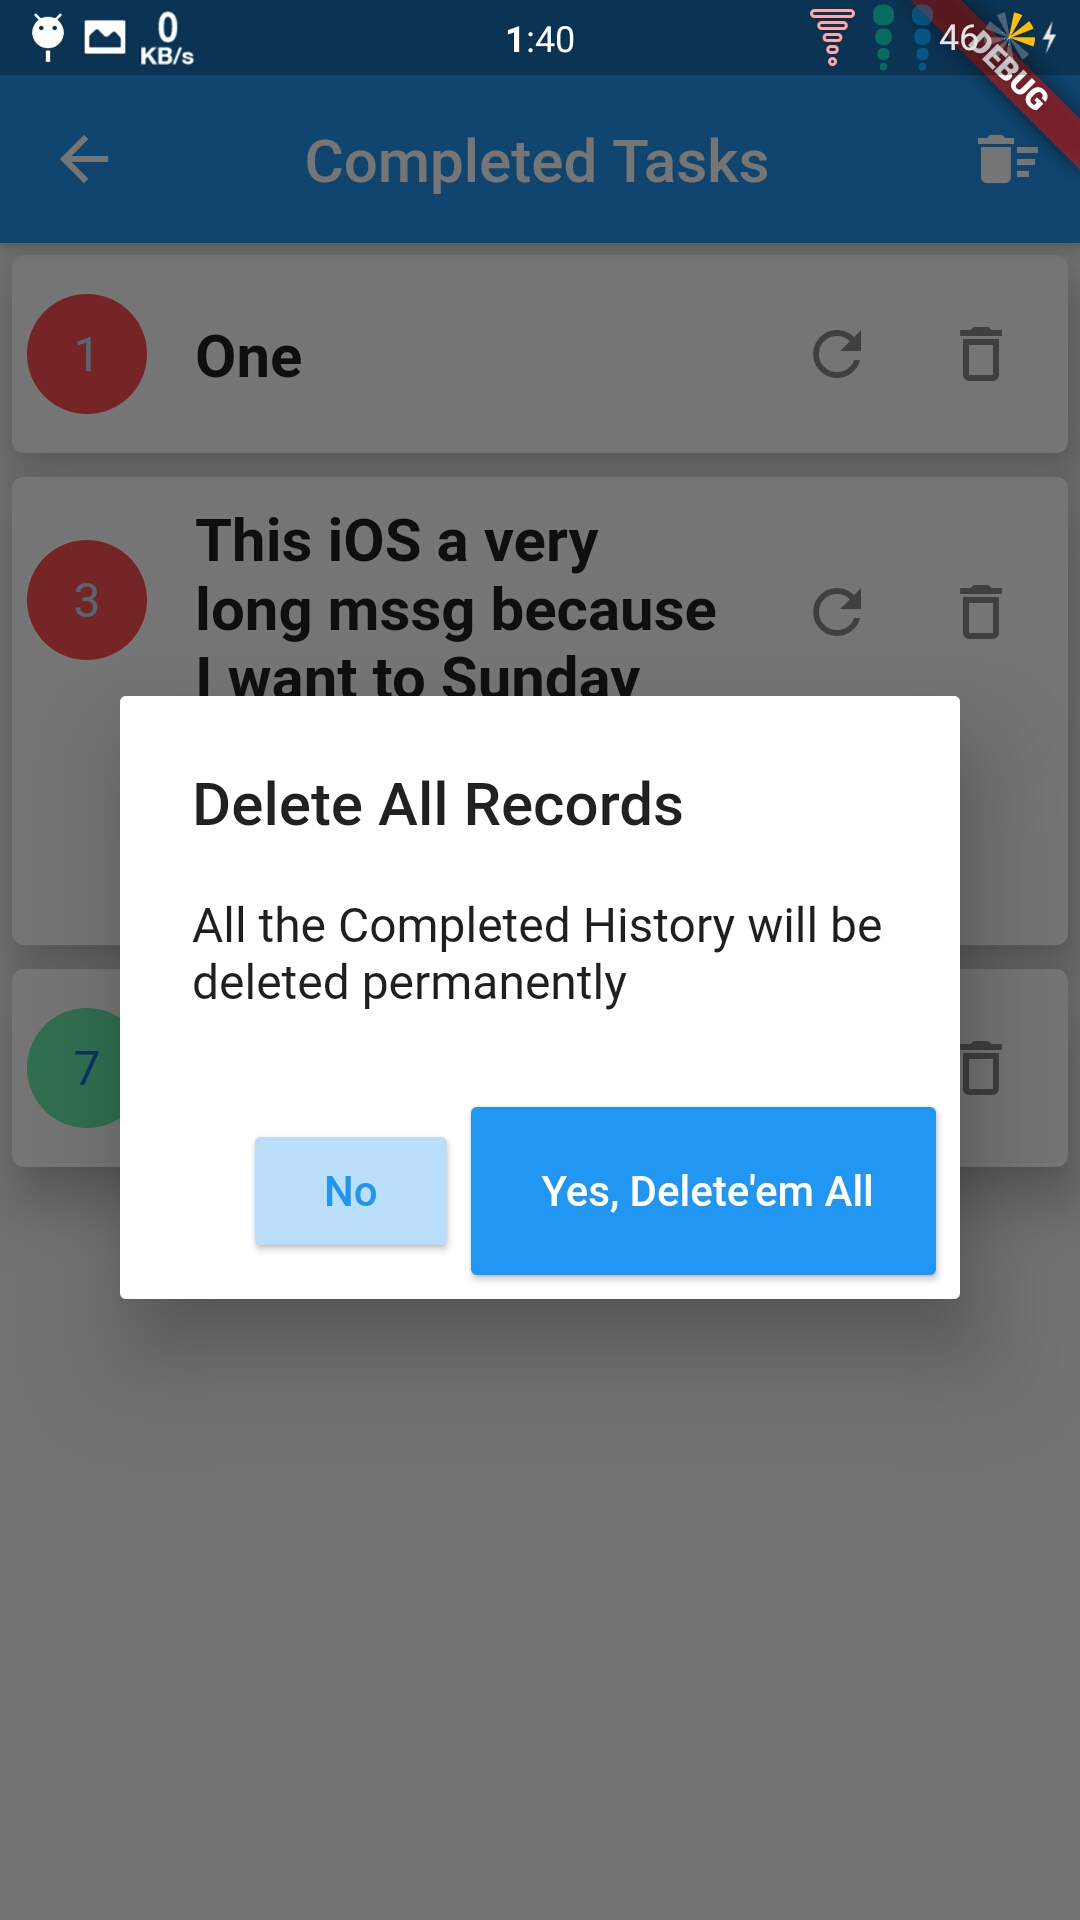 0
KB/s
1:40
46
DEBUG
Completed Tasks
1
One
3
This iOS a very
long mssg because
I want to Sunday
Delete All Records
All the Completed History will be
deleted permanently
7
No
Yes, Delete'em All